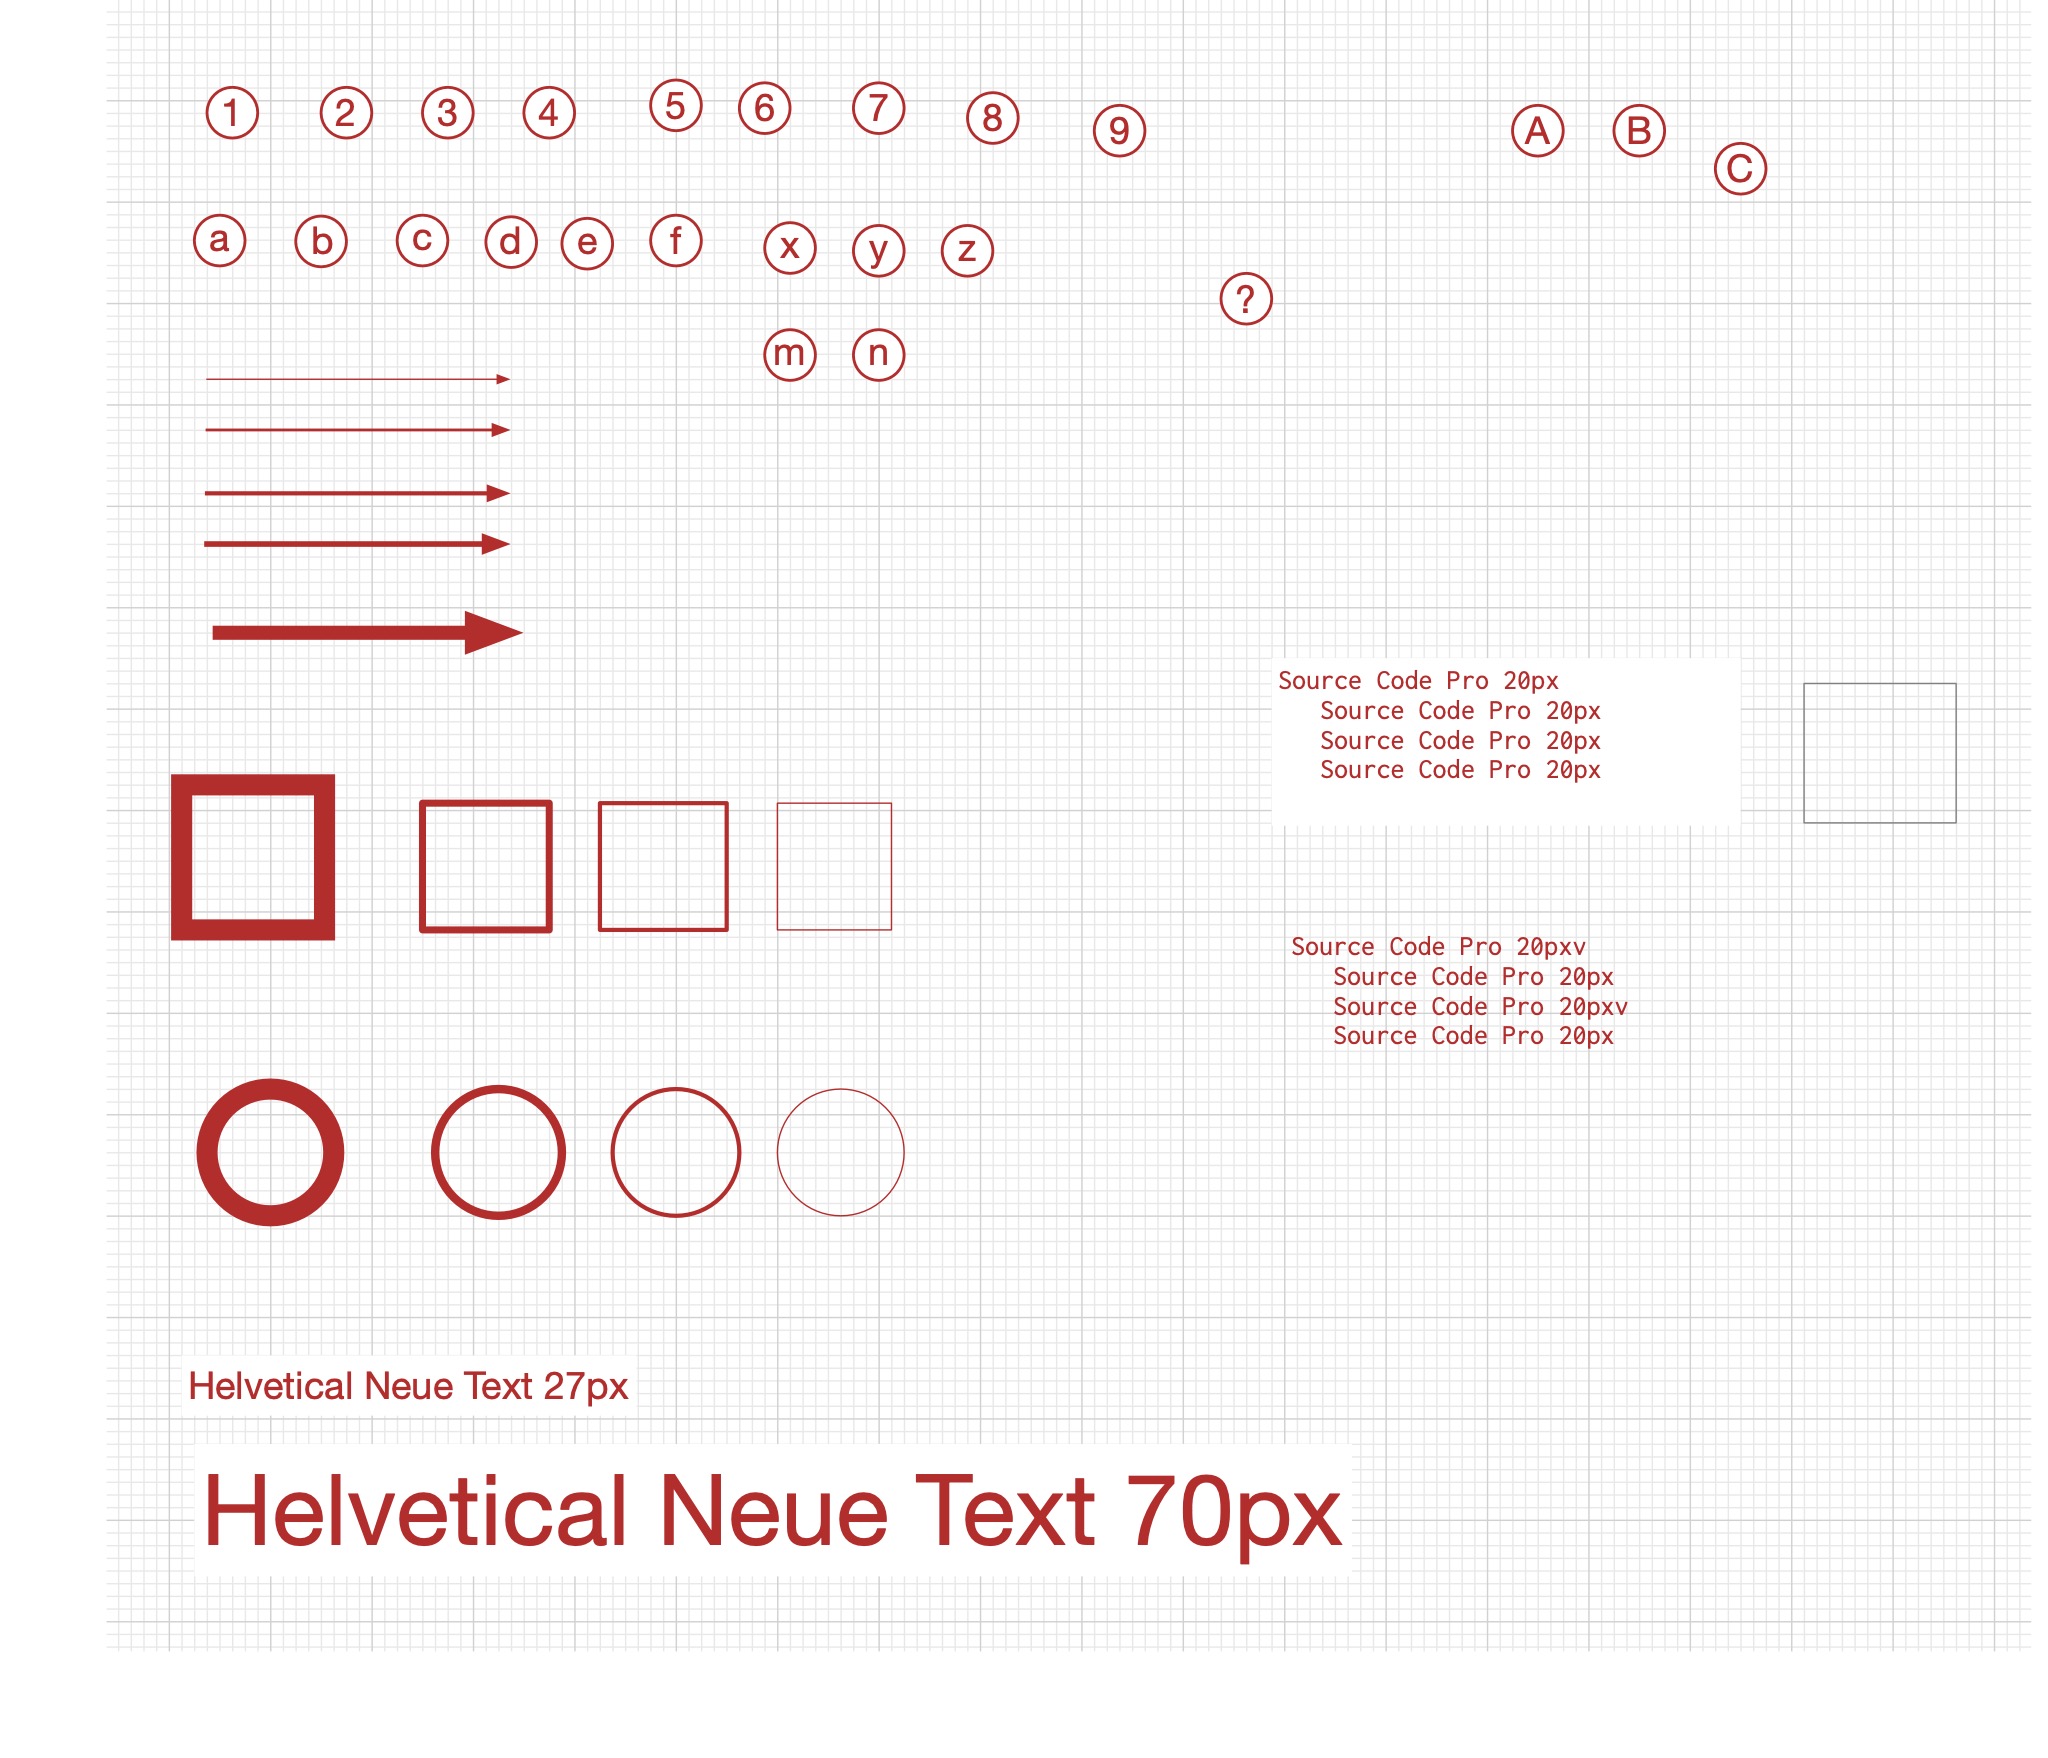 1 2 3 4 5 6 7 8 9 A B C
a b c d e f x y z
?
m n
Source Code Pro 20px
   Source Code Pro 20px
   Source Code Pro 20px
   Source Code Pro 20px
Source Code Pro 20pxv
   Source Code Pro 20px
   Source Code Pro 20pxv
   Source Code Pro 20px
Helvetical Neue Text 27px
Helvetical Neue Text 70px